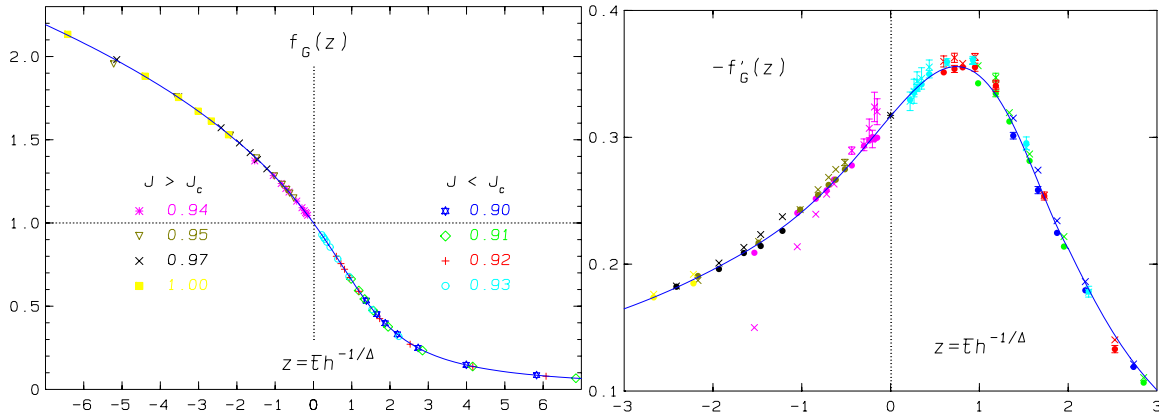 f_G(z)
2.0
1.5
1.0
0.5
0
J > J_c
0.94
0.95
0.97
1.00
J < J_c
0.90
0.91
0.92
0.93
z=t̄h^{-1/Δ}
-6 -5 -4 -3 -2 -1 0 1 2 3 4 5 6
-f'_G(z)
0.4
0.3
0.2
0.1
z=t̄h^{-1/Δ}
-3 -2 -1 0 1 2 3